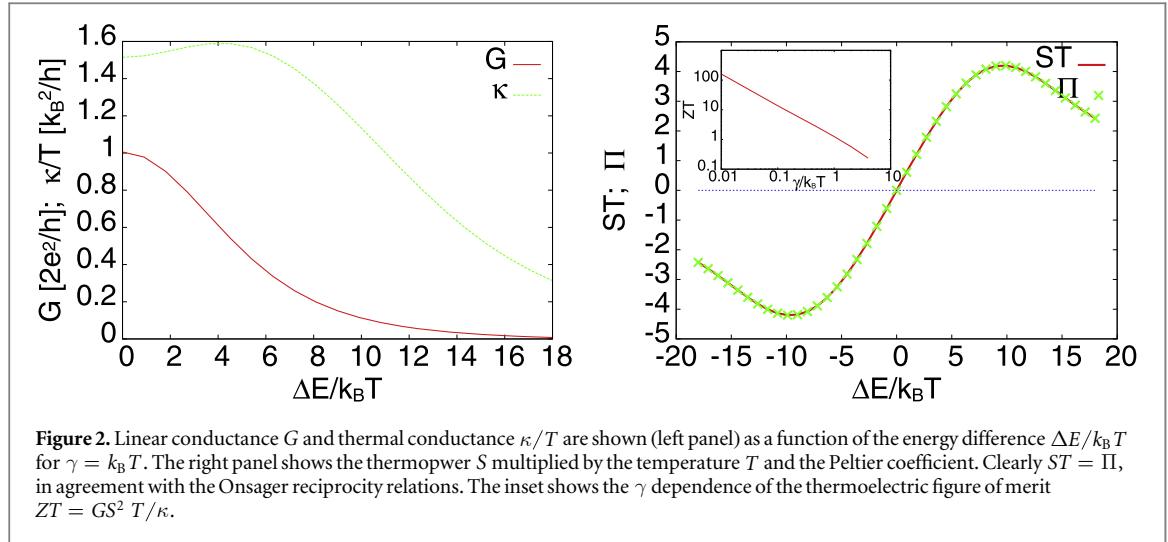 1.6
1.4
1.2
1
0.8
0.6
0.4
0.2
0
G [2e²/h]; κ/T [k_B²/h]
G
κ
0 2 4 6 8 10 12 14 16 18
ΔE/k_BT
5
4
3
2
1
0
-1
-2
-3
-4
-5
ST; Π
ST
Π
100
10
1
0.1
ZT
0.01 0.1 1 10
γ/k_BT
-20 -15 -10 -5 0 5 10 15 20
ΔE/k_BT
Figure 2. Linear conductance G and thermal conductance κ/T are shown (left panel) as a function of the energy difference ΔE/k_BT
for γ = k_BT. The right panel shows the thermopwer S multiplied by the temperature T and the Peltier coefficient. Clearly ST = Π,
in agreement with the Onsager reciprocity relations. The inset shows the γ dependence of the thermoelectric figure of merit
ZT = GS² T/κ.